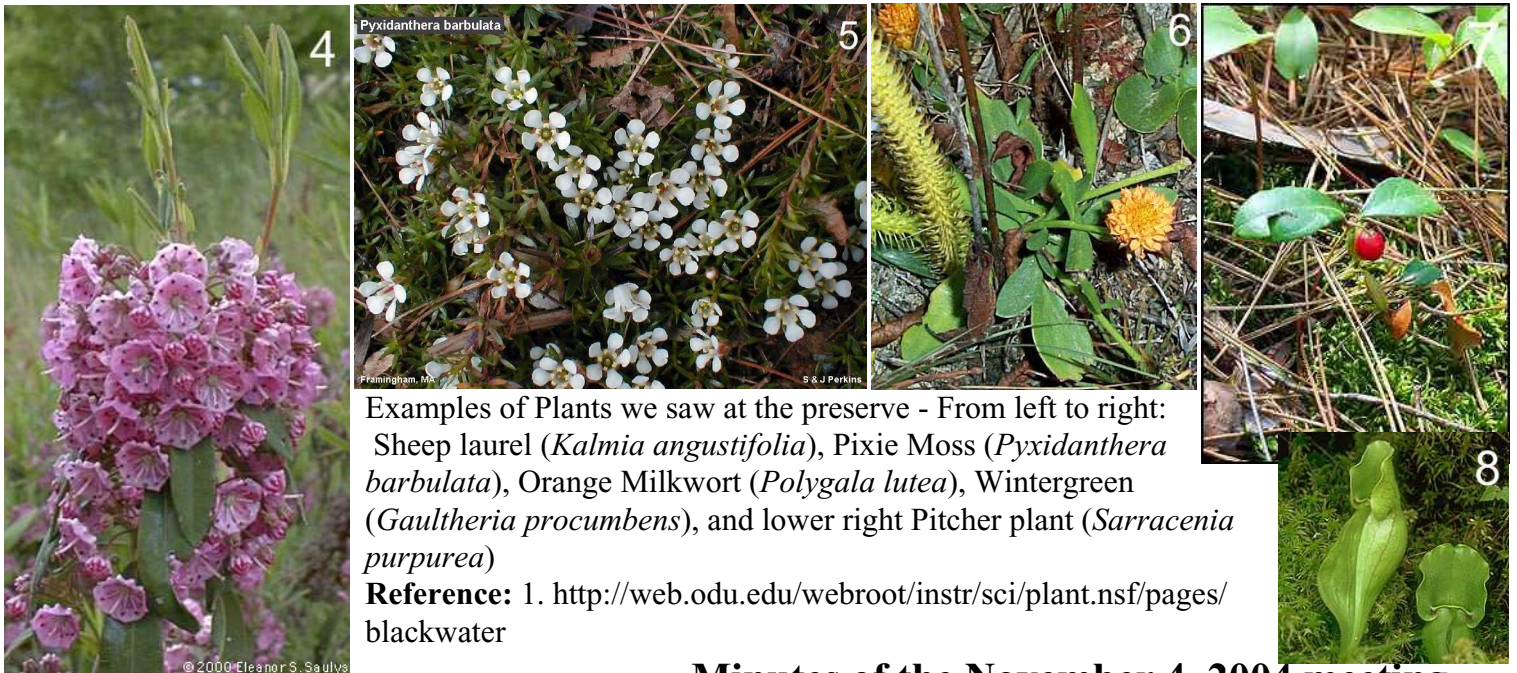 4
Pyxidanthera barbulata
5
6
7
Framingham, MA
S & J Perkins
Examples of Plants we saw at the preserve - From left to right:
Sheep laurel (Kalmia angustifolia), Pixie Moss (Pyxidanthera
barbulata), Orange Milkwort (Polygala lutea), Wintergreen
(Gaultheria procumbens), and lower right Pitcher plant (Sarracenia
purpurea)
Reference: 1. http://web.odu.edu/webroot/instr/sci/plant.nsf/pages/
blackwater
8
© 2000 Eleanor S. Saulys
Minutes of the November 4, 2004 meeting